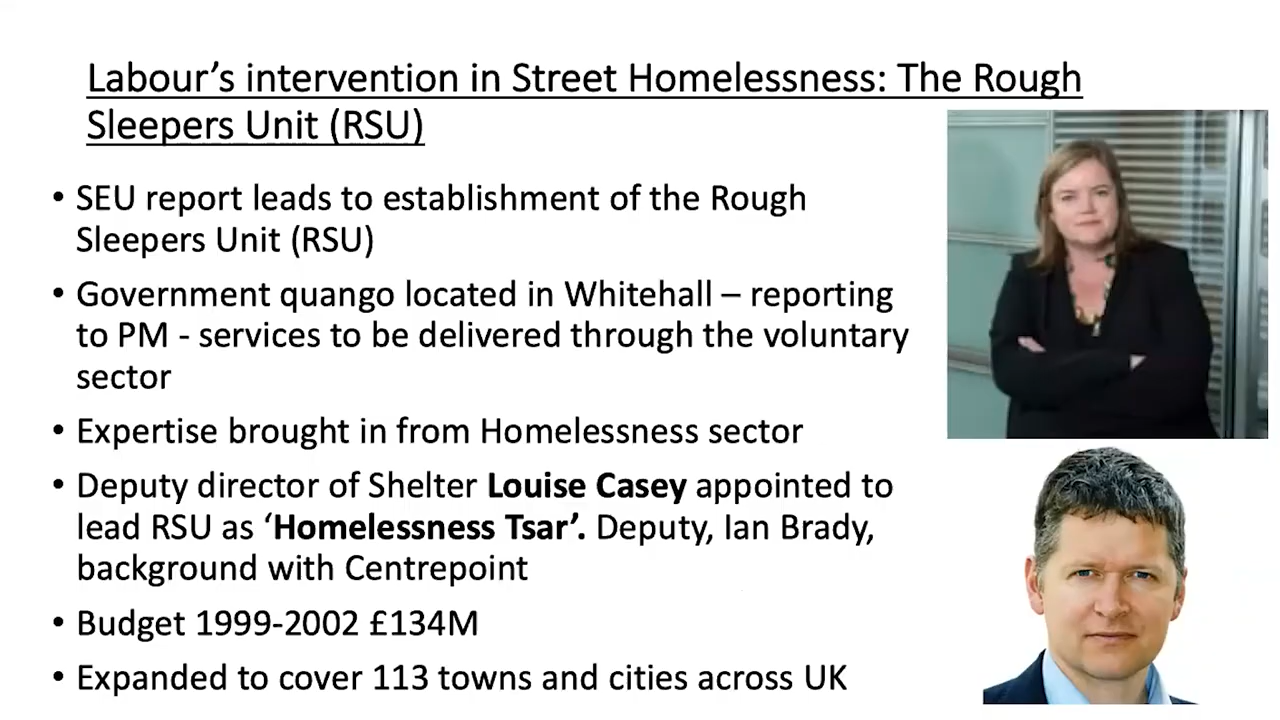 Labour’s intervention in Street Homelessness: The Rough
Sleepers Unit (RSU)
• SEU report leads to establishment of the Rough
Sleepers Unit (RSU)
• Government quango located in Whitehall – reporting
to PM - services to be delivered through the voluntary
sector
• Expertise brought in from Homelessness sector
• Deputy director of Shelter Louise Casey appointed to
lead RSU as ‘Homelessness Tsar’. Deputy, Ian Brady,
background with Centrepoint
• Budget 1999-2002 £134M
• Expanded to cover 113 towns and cities across UK